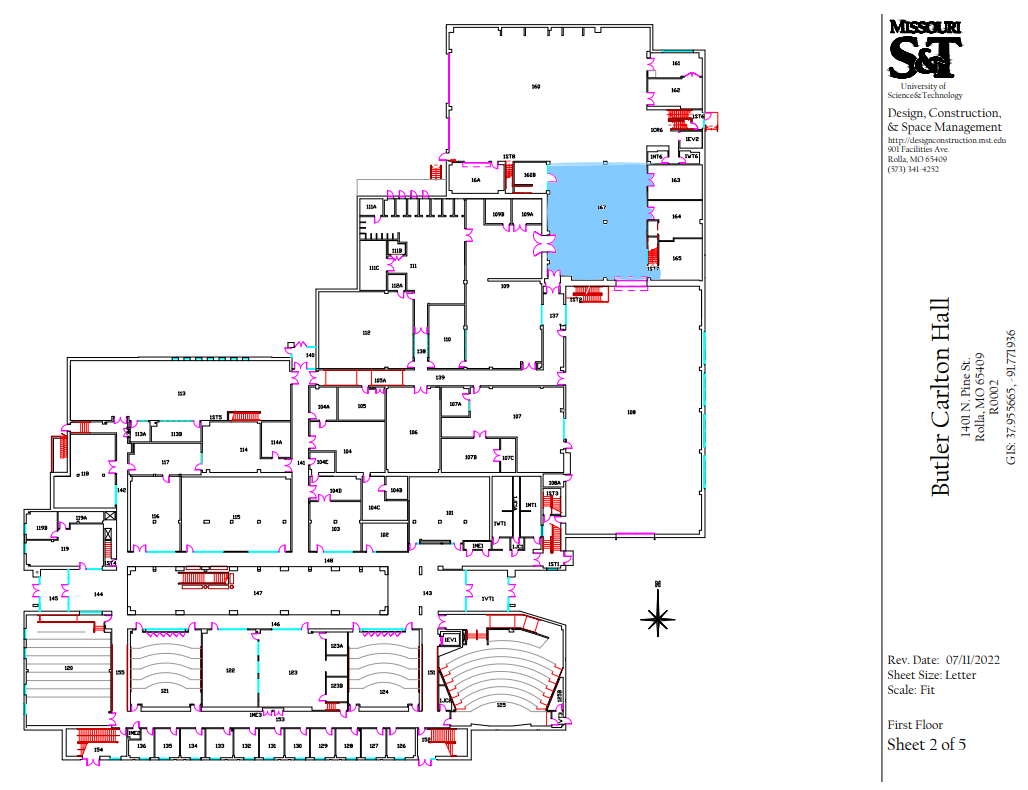 MISSOURI
S&T
University of
Science&Technology
Design, Construction,
& Space Management
http://designconstruction.mst.edu
901 Facilities Ave.
Rolla, MO 65409
(573) 341-4252
Butler Carlton Hall
1401 N. Pine St.
Rolla, MO 65409
R0002
GIS: 37.955665, -91.771936
Rev. Date: 07/11/2022
Sheet Size: Letter
Scale: Fit
First Floor
Sheet 2 of 5
161
160
162
1ST6
1COR6
1EV2
1ST8
1NT6
1WT6
16A
162B
167
163
111A
109B
109A
164
111B
111C
111
165
1ST7
112A
109
137
112
110
138
140
105A
139
113
104A
105
107A
108
1ST5
107
113A
113B
106
114
114A
104
117
104E
141
107B
107C
118
108A
142
104D
104B
1ST3
116
115
104C
101
1NT1
119A
119B
103
1WT1
102
119
1ME1
1ST4
148
1ST1
145
144
147
143
1VT1
146
1EV1
123A
120
155
122
123
151
121
123B
124
125
1ME3
153
1ME2
154
136
135
134
133
132
131
130
129
128
127
126
152